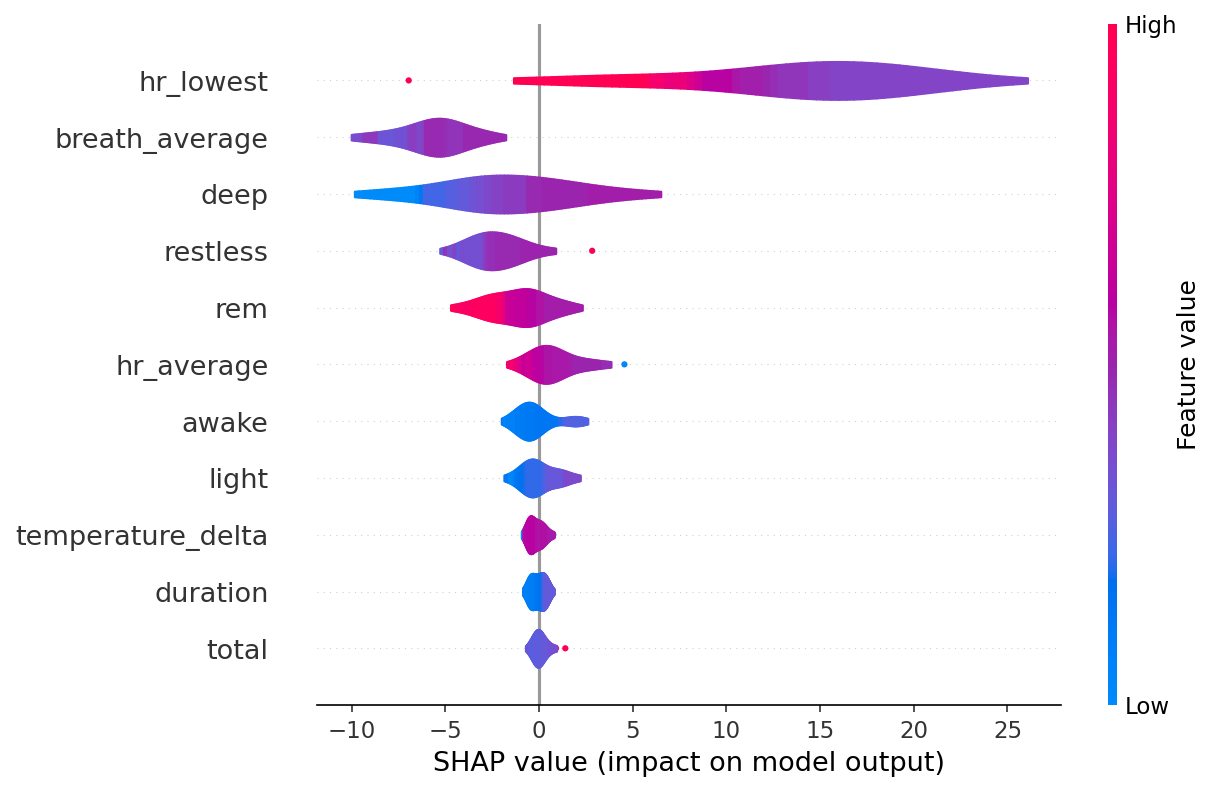 High
hr_lowest
breath_average
deep
restless
rem
hr_average
awake
light
temperature_delta
duration
total
Feature value
Low
−10 −5 0 5 10 15 20 25
SHAP value (impact on model output)